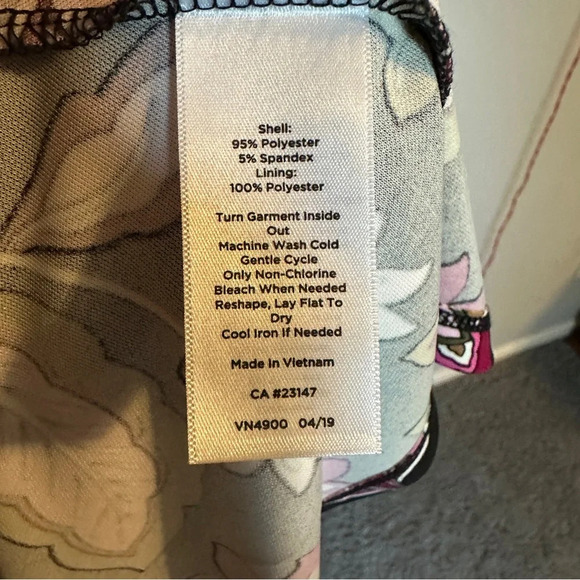 Shell:
95% Polyester
5% Spandex
Lining:
100% Polyester
Turn Garment Inside
Out
Machine Wash Cold
Gentle Cycle
Only Non-Chlorine
Bleach When Needed
Reshape, Lay Flat To
Dry
Cool Iron If Needed
Made in Vietnam
CA #23147
VN4900 04/19